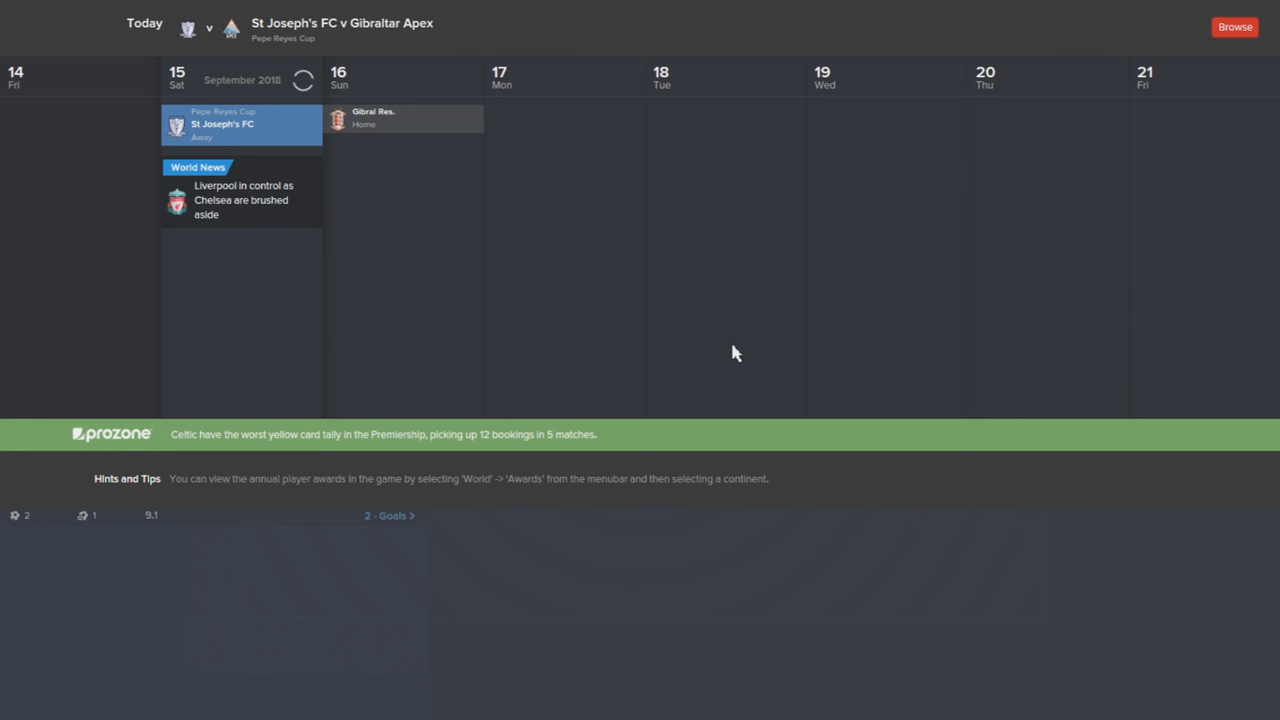 Today
v
St Joseph's FC v Gibraltar Apex
Pepe Reyes Cup
Browse
14
Fri
15
Sat
September 2018
16
Sun
17
Mon
18
Tue
19
Wed
20
Thu
21
Fri
Pepe Reyes Cup
St Joseph's FC
Away
Gibral Res.
Home
World News
Liverpool in control as
Chelsea are brushed
aside
prozone
Celtic have the worst yellow card tally in the Premiership, picking up 12 bookings in 5 matches.
Hints and Tips
You can view the annual player awards in the game by selecting 'World' -> 'Awards' from the menubar and then selecting a continent.
2
1
9.1
2 - Goals >